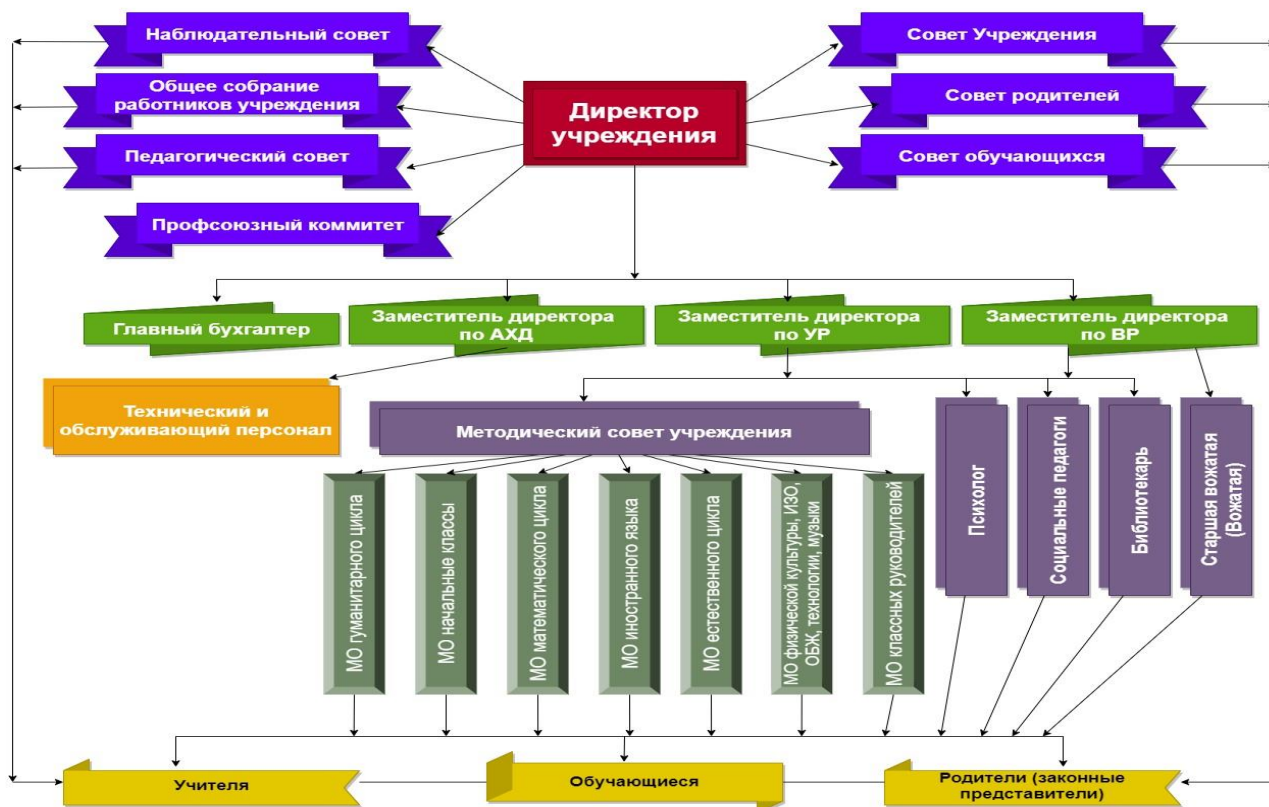 Наблюдательный совет
Общее собрание
работников учреждения
Педагогический совет
Профсоюзный коммитет
Директор
учреждения
Совет Учреждения
Совет родителей
Совет обучающихся
Главный бухгалтер
Заместитель директора
по АХД
Заместитель директора
по УР
Заместитель директора
по ВР
Технический и
обслуживающий персонал
Методический совет учреждения
Психолог
Социальные педагоги
Библиотекарь
Старшая вожатая
(Вожатая)
МО гуманитарного цикла
МО начальные классы
МО математического цикла
МО иностранного языка
МО естественного цикла
МО физической культуры, ИЗО,
ОБЖ, технологии, музыки
МО классных руководителей
Учителя
Обучающиеся
Родители (законные
представители)